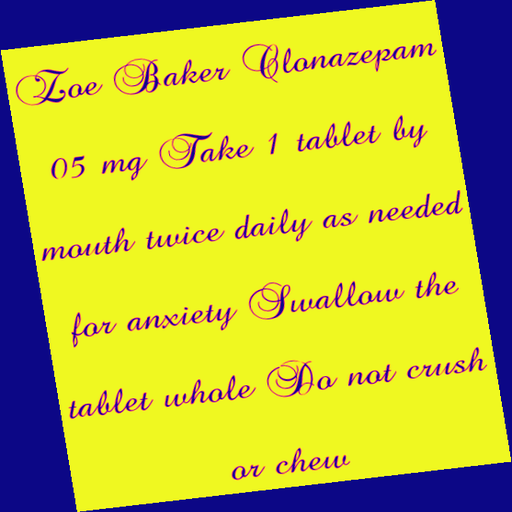 Zoe Baker Clonazepam
05 mg Take 1 tablet by
mouth twice daily as needed
for anxiety Swallow the
tablet whole Do not crush
or chew